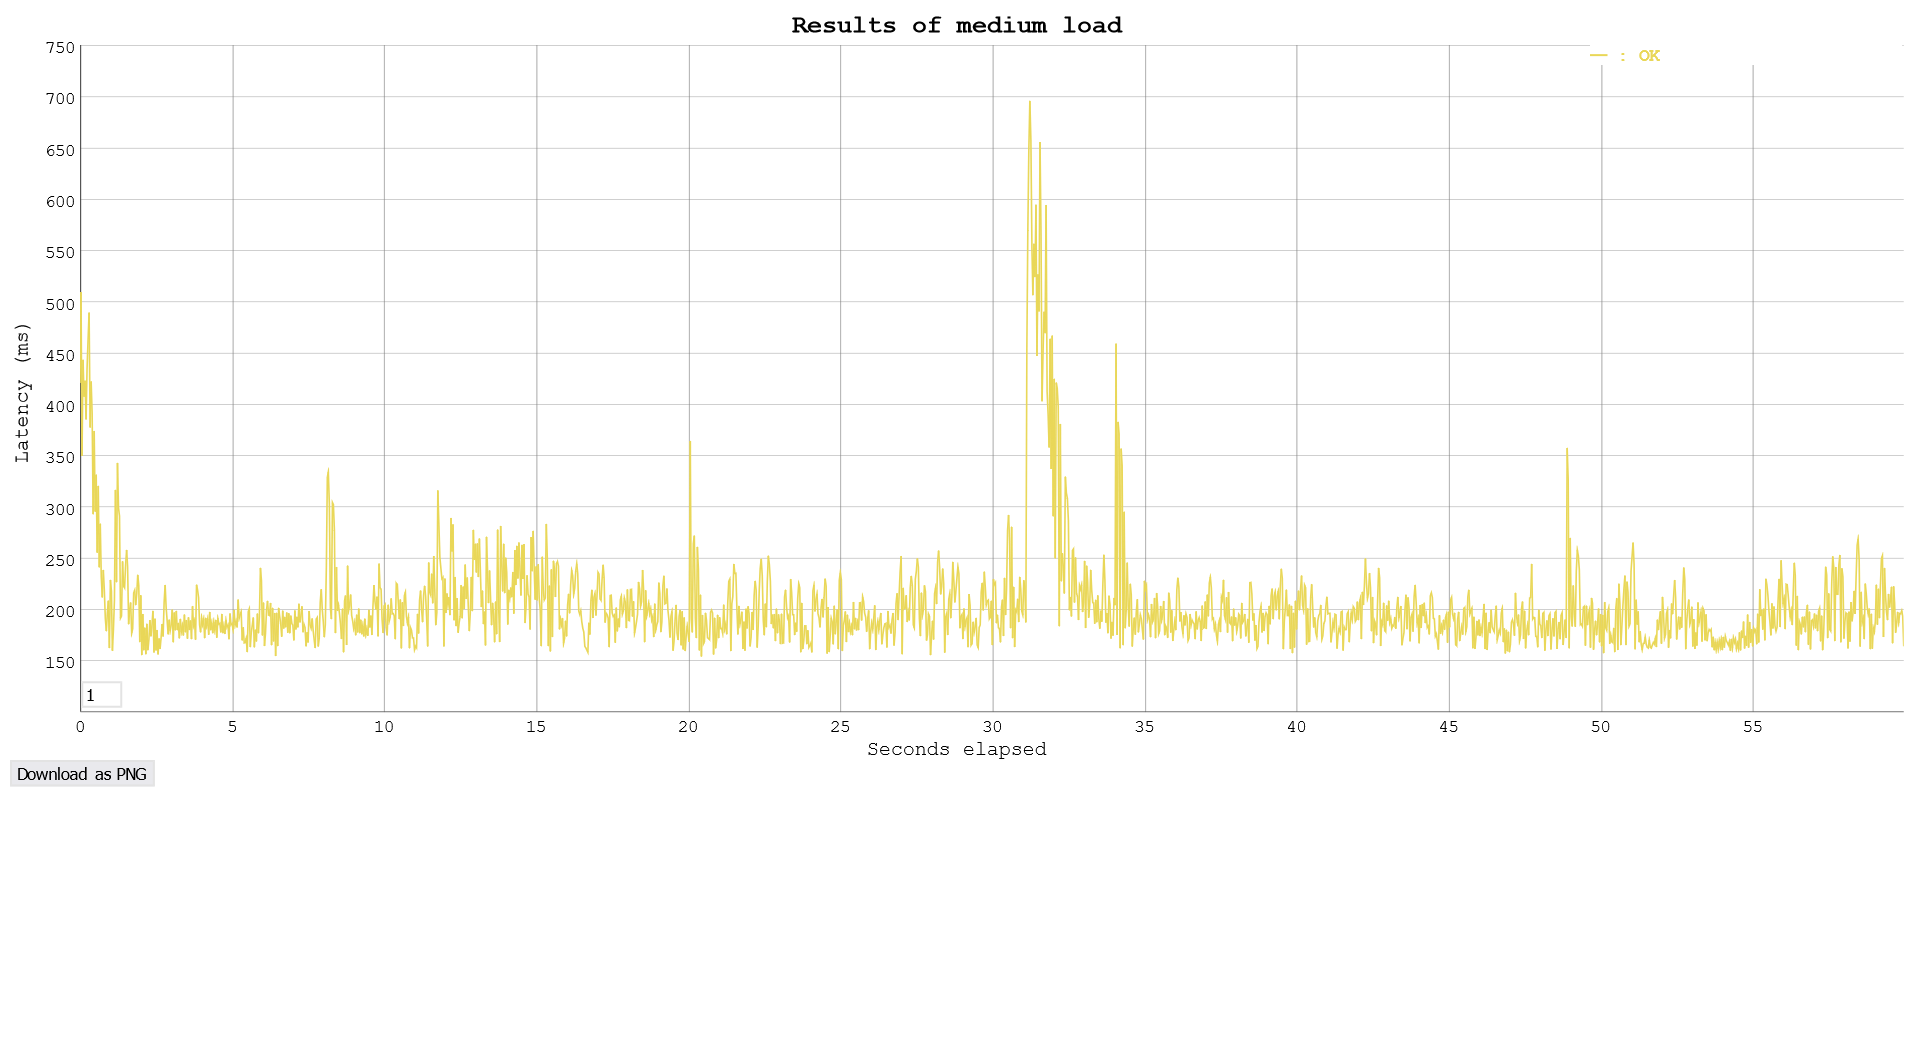 Results of medium load
— : OK
750
700
650
600
550
500
450
400
350
300
250
200
150
Latency (ms)
1
0 5 10 15 20 25 30 35 40 45 50 55
Seconds elapsed
Download as PNG